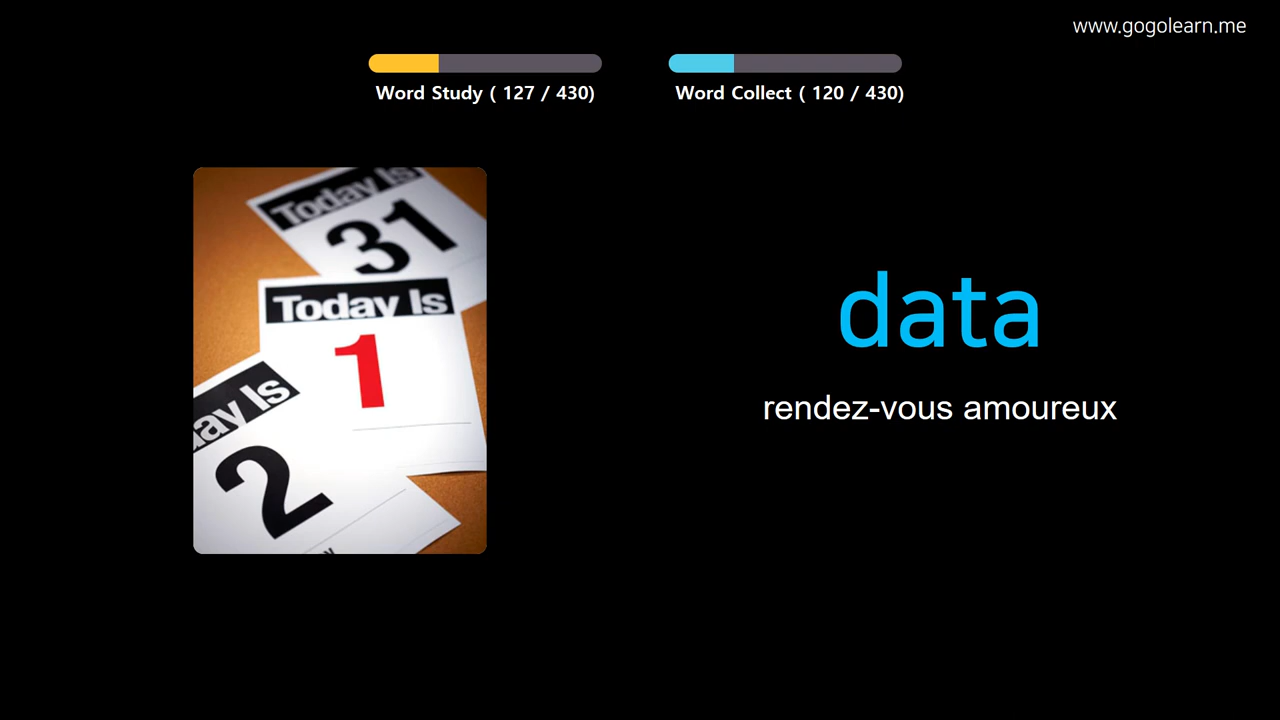 www.gogolearn.me
Word Study ( 127 / 430)
Word Collect ( 120 / 430)
Today Is
31
Today Is
1
ay Is
2
data
rendez-vous amoureux